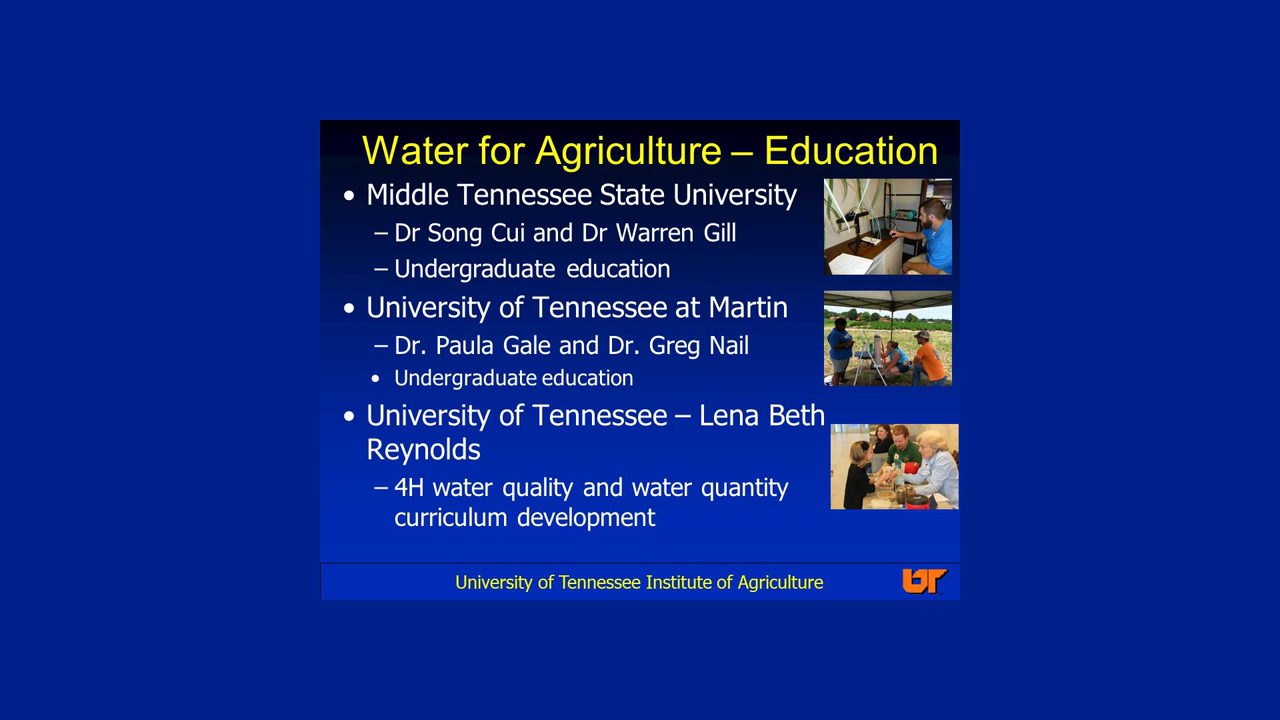 Water for Agriculture – Education
• Middle Tennessee State University
– Dr Song Cui and Dr Warren Gill
– Undergraduate education
• University of Tennessee at Martin
– Dr. Paula Gale and Dr. Greg Nail
• Undergraduate education
• University of Tennessee – Lena Beth
Reynolds
– 4H water quality and water quantity
curriculum development
University of Tennessee Institute of Agriculture
UT